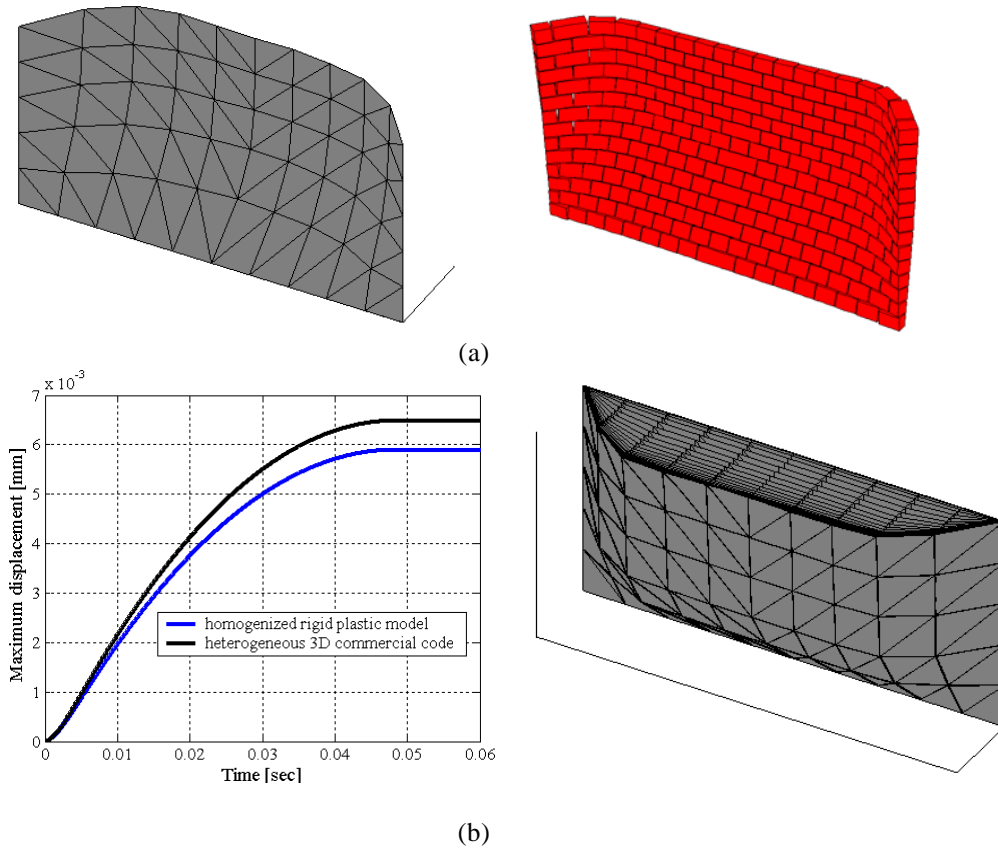 (a)
x 10⁻³
7
6
5
4
3
2
1
0
Maximum displacement [mm]
homogenized rigid plastic model
heterogeneous 3D commercial code
0 0.01 0.02 0.03 0.04 0.05 0.06
Time [sec]
(b)